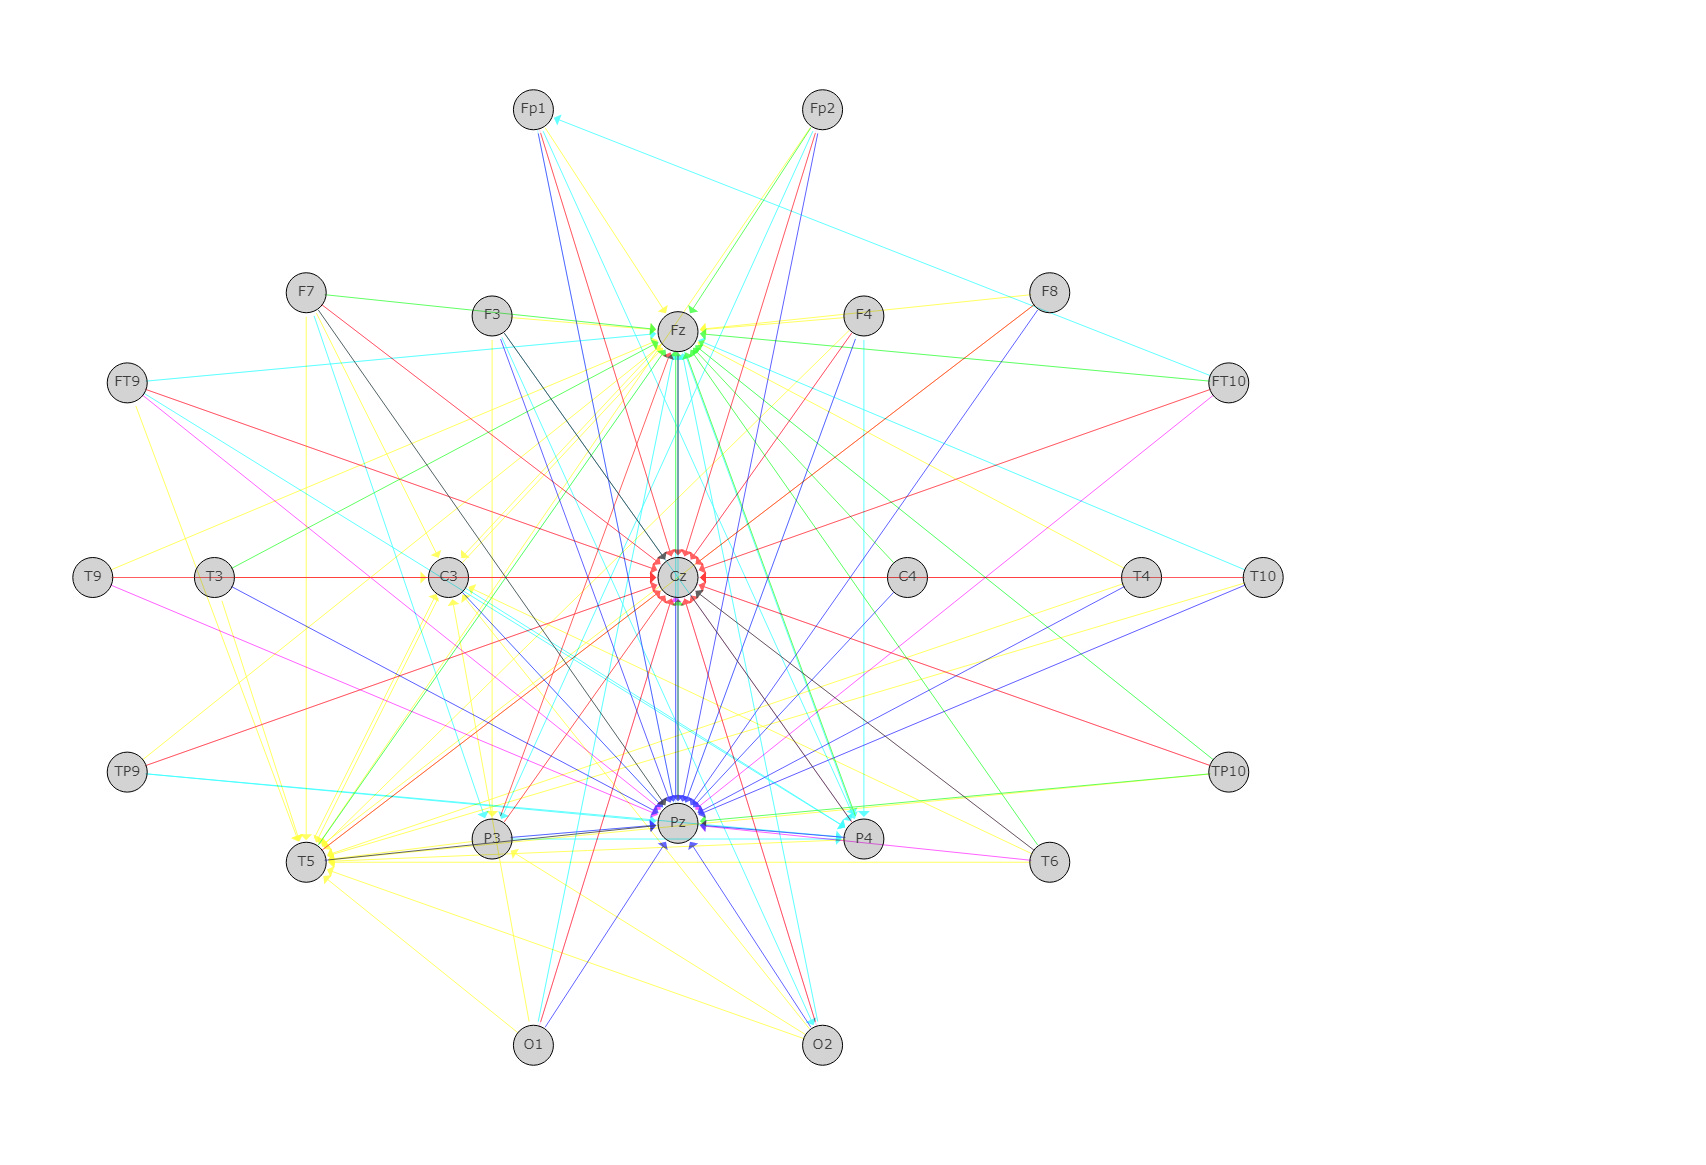 Fp1 Fp2
F7 F3 Fz F4 F8
FT9 FT10
T9 T3 C3 Cz C4 T4 T10
TP9 TP10
T5 P3 Pz P4 T6
O1 O2